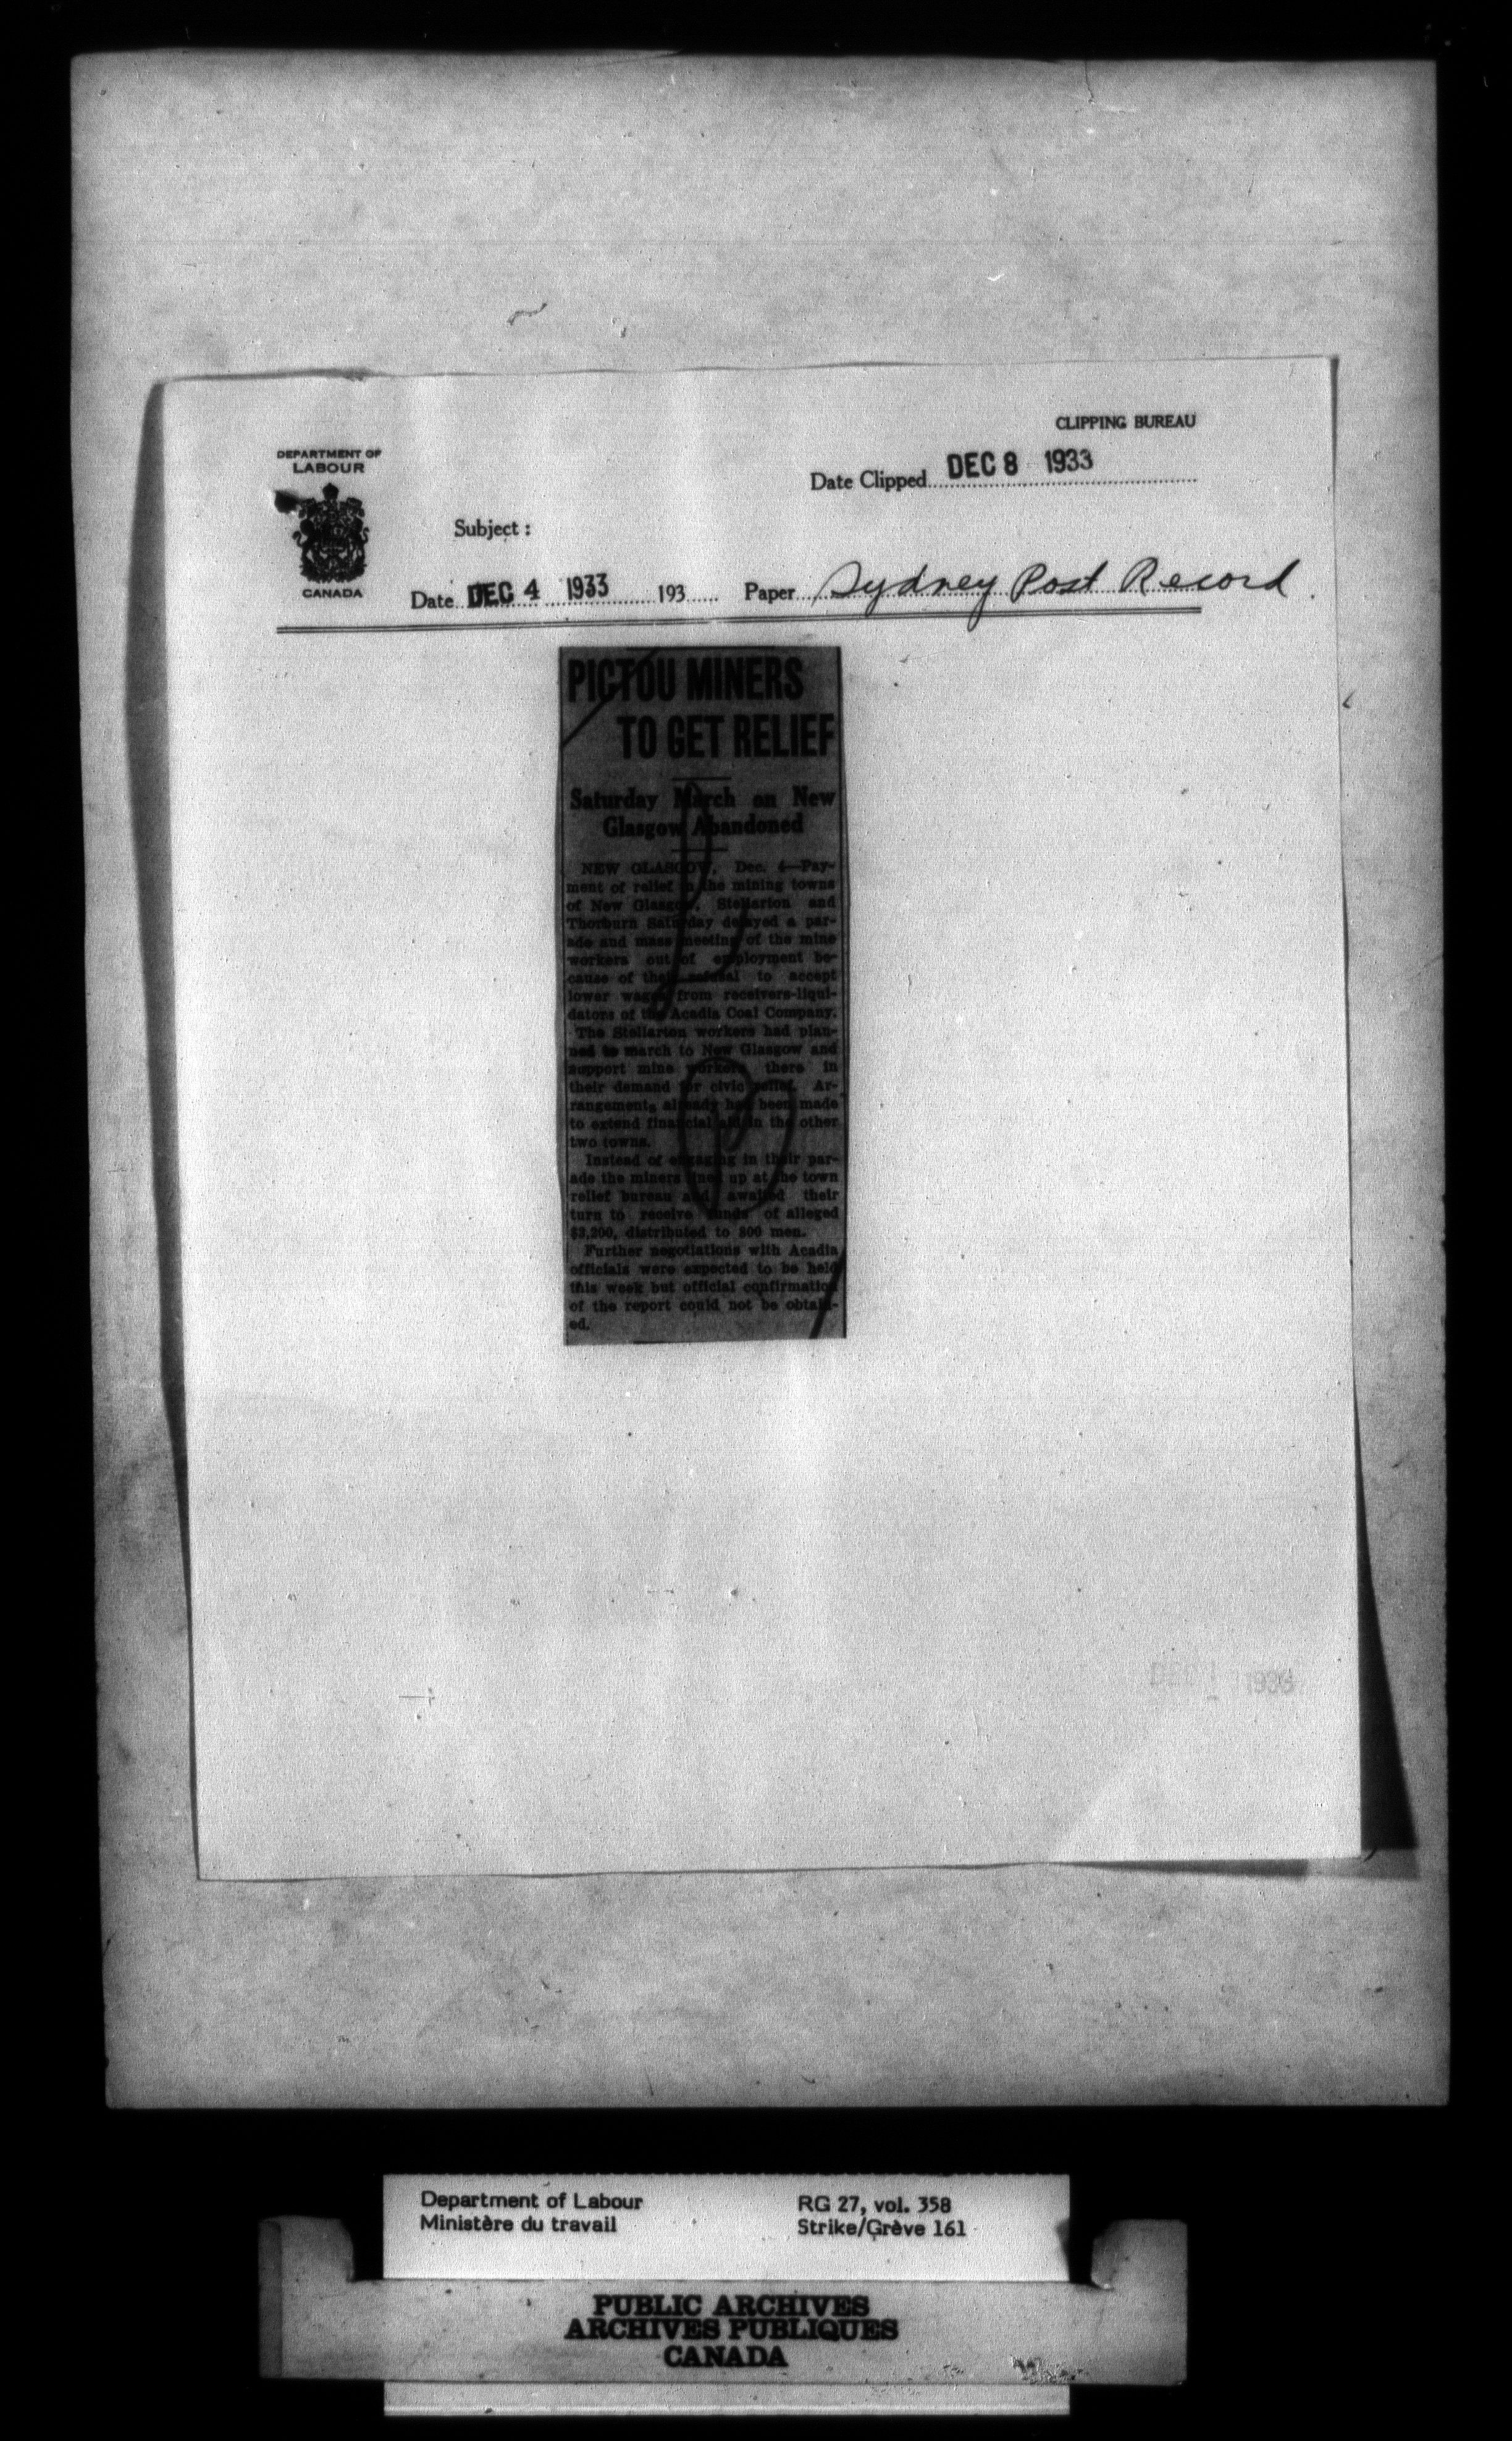 CLIPPING BUREAU
DEPARTMENT OF
LABOUR
CANADA
Date Clipped DEC 8 1933
Subject :
Date DEC 4 1933 193 Paper Sydney Post Record
PICTOU MINERS
TO GET RELIEF
Saturday March on New
Glasgow Abandoned
NEW GLASGOW, Dec. 4—Pay-
ment of relief in the mining towns
of New Glasgow, Stellarton and
Thorburn Saturday delayed a par-
ade and mass meeting of the mine
workers out of employment be-
cause of their refusal to accept
lower wages from receivers-liqui-
dators of the Acadia Coal Company.
The Stellarton workers had plan-
ned to march to New Glasgow and
support mine workers there in
their demand for civic relief. Ar-
rangements already had been made
to extend financial aid in the other
two towns.
Instead of engaging in their par-
ade the miners lined up at the town
relief bureau and awaited their
turn to receive funds of alleged
$3,200, distributed to 800 men.
Further negotiations with Acadia
officials were expected to be held
this week but official confirmation
of the report could not be obtain-
ed.
DEC 1933
Department of Labour
Ministère du travail
RG 27, vol. 358
Strike/Grève 161
PUBLIC ARCHIVES
ARCHIVES PUBLIQUES
CANADA